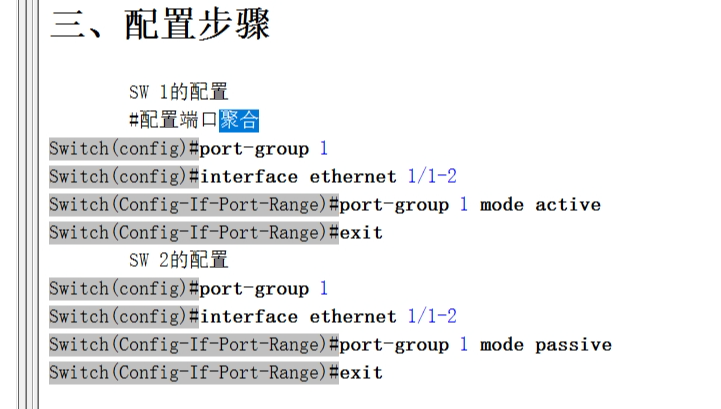 三、配置步骤
SW 1的配置
#配置端口聚合
Switch(config)#port-group 1
Switch(config)#interface ethernet 1/1-2
Switch(Config-If-Port-Range)#port-group 1 mode active
Switch(Config-If-Port-Range)#exit
SW 2的配置
Switch(config)#port-group 1
Switch(config)#interface ethernet 1/1-2
Switch(Config-If-Port-Range)#port-group 1 mode passive
Switch(Config-If-Port-Range)#exit